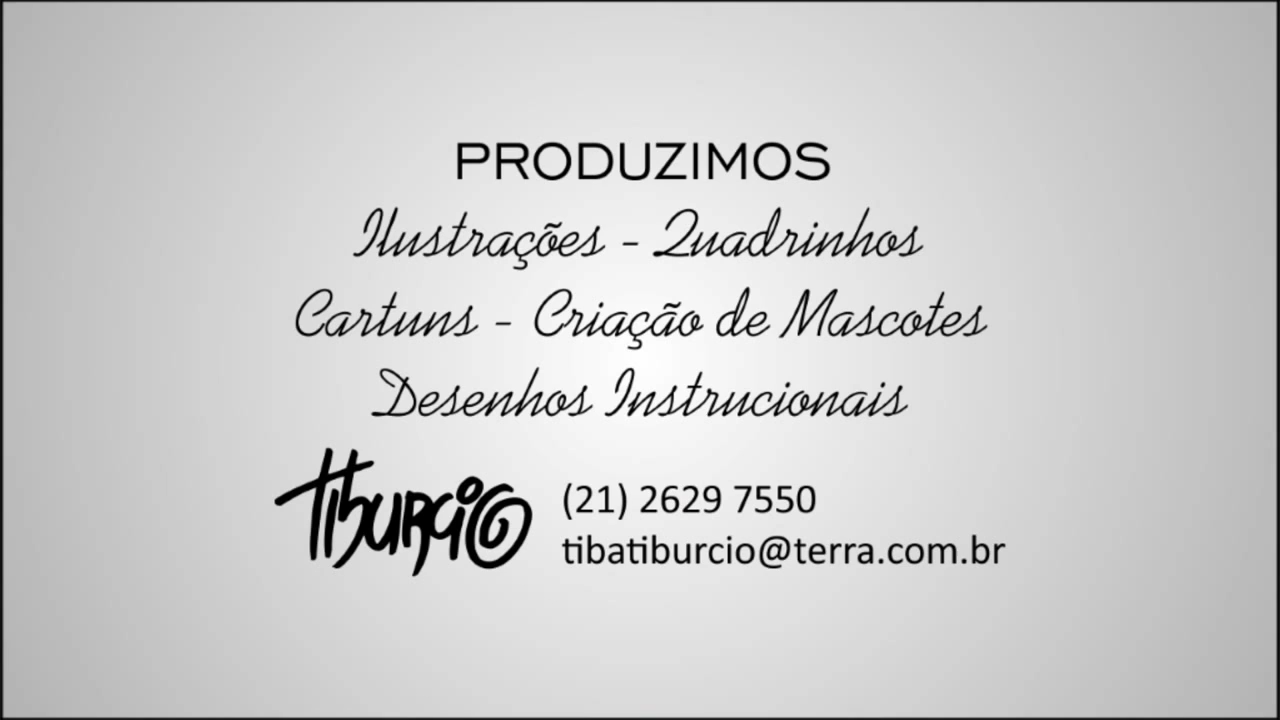 PRODUZIMOS
Ilustrações - Quadrinhos
Cartuns - Criação de Mascotes
Desenhos Instrucionais
TIBURCIO
(21) 2629 7550
tibatiburcio@terra.com.br